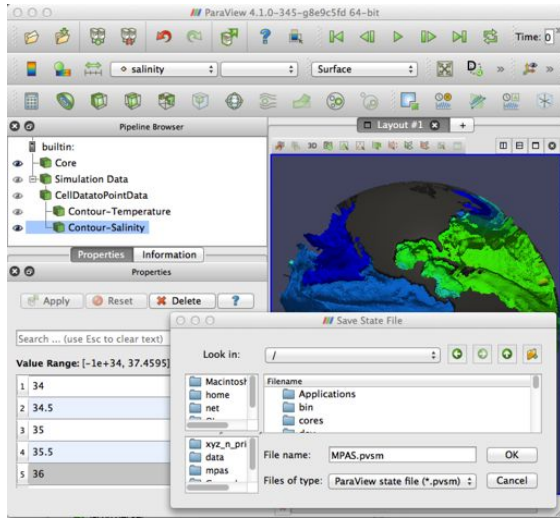 ParaView 4.1.0-345-g8e9c5fd 64-bit
Time: 0
salinity
Surface
Pipeline Browser
Layout #1
+
builtin:
3D
Core
Simulation Data
CellDatatoPointData
Contour-Temperature
Contour-Salinity
Properties
Information
Properties
Apply
Reset
Delete
?
Search ... (use Esc to clear text)
Value Range: [-1e+34, 37.4595]
1 34
2 34.5
3 35
4 35.5
5 36
Save State File
Look in:
/
Macintosh
home
net
Filename
Applications
bin
cores
xyz_n_pri
data
mpas
File name:
MPAS.pvsm
OK
Files of type:
ParaView state file (*.pvsm)
Cancel